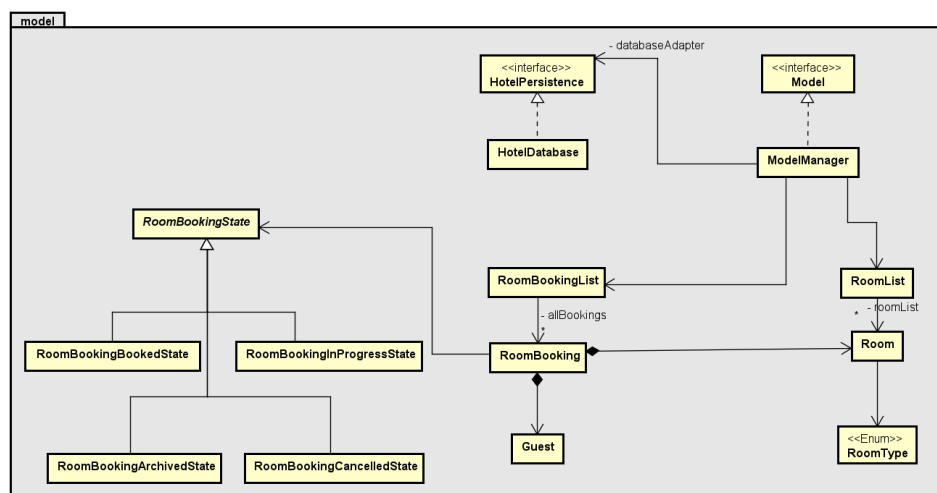 model
- databaseAdapter
<<interface>>
HotelPersistence
<<interface>>
Model
HotelDatabase
ModelManager
RoomBookingState
RoomBookingList
RoomList
- allBookings
*
* - roomList
RoomBookingBookedState
RoomBookingInProgressState
RoomBooking
Room
RoomBookingArchivedState
RoomBookingCancelledState
Guest
<<Enum>>
RoomType